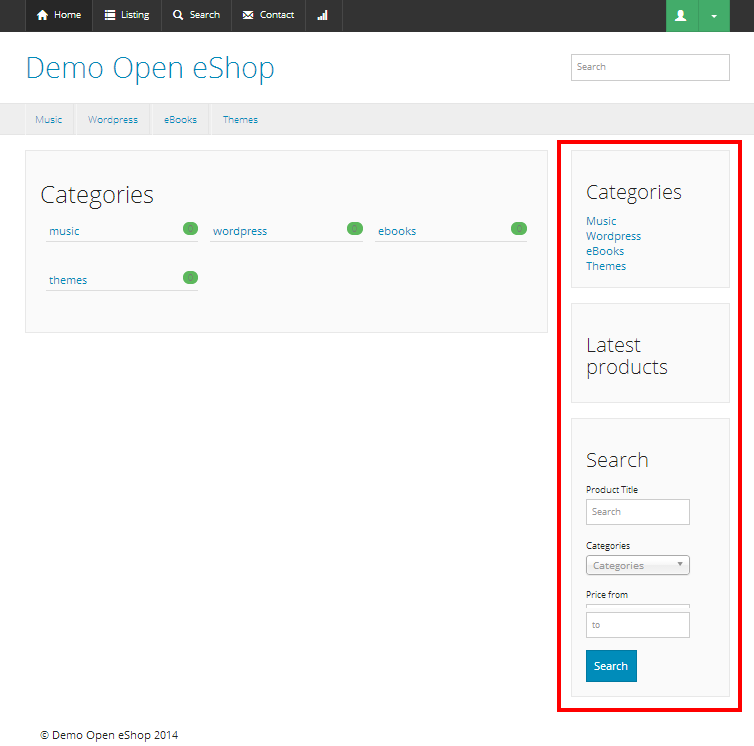 Home Listing Search Contact
Demo Open eShop
Search
Music Wordpress eBooks Themes
Categories
music 0 wordpress 0 ebooks 0
themes 0
Categories
Music
Wordpress
eBooks
Themes
Latest
products
Search
Product Title
Search
Categories
Categories
Price from
to
Search
© Demo Open eShop 2014